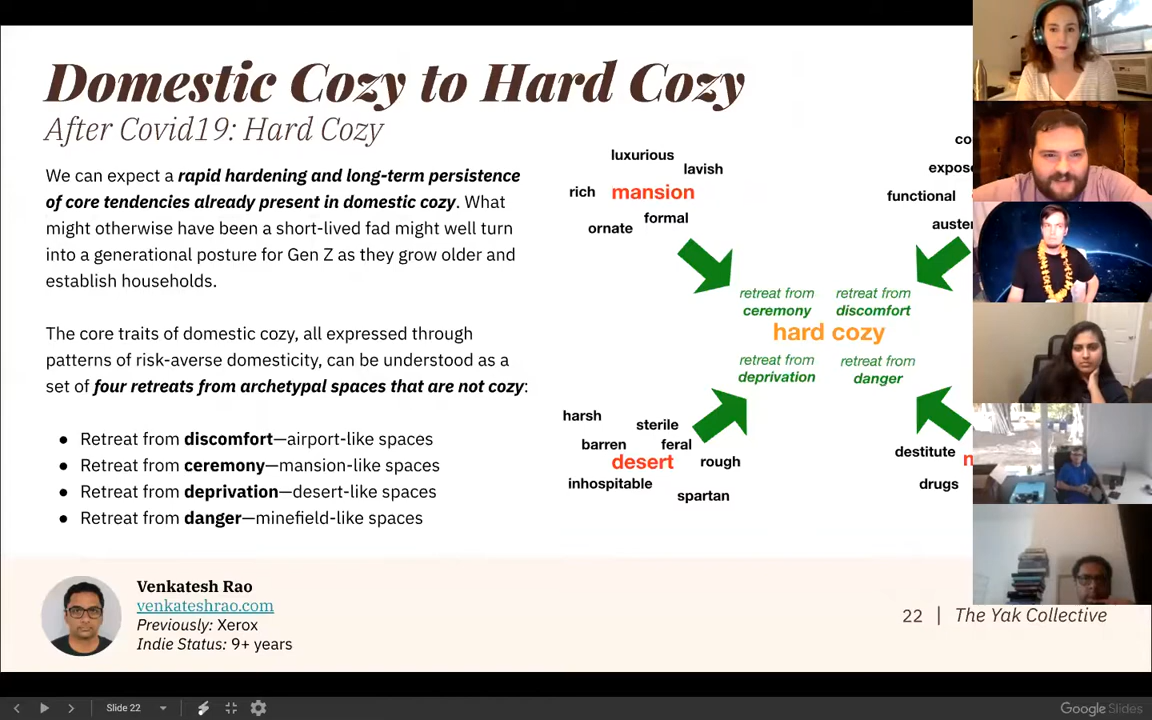 Domestic Cozy to Hard Cozy
After Covid19: Hard Cozy
We can expect a rapid hardening and long-term persistence
of core tendencies already present in domestic cozy. What
might otherwise have been a short-lived fad might well turn
into a generational posture for Gen Z as they grow older and
establish households.
The core traits of domestic cozy, all expressed through
patterns of risk-averse domesticity, can be understood as a
set of four retreats from archetypal spaces that are not cozy:
● Retreat from discomfort—airport-like spaces
● Retreat from ceremony—mansion-like spaces
● Retreat from deprivation—desert-like spaces
● Retreat from danger—minefield-like spaces
luxurious
lavish
rich mansion
formal
ornate
co
expose
functional
auste
retreat from
ceremony
retreat from
discomfort
hard cozy
retreat from
deprivation
retreat from
danger
harsh
sterile
barren feral
desert rough
inhospitable
spartan
destitute
drugs
Venkatesh Rao
venkateshrao.com
Previously: Xerox
Indie Status: 9+ years
22 | The Yak Collective
Slide 22
Google Slides